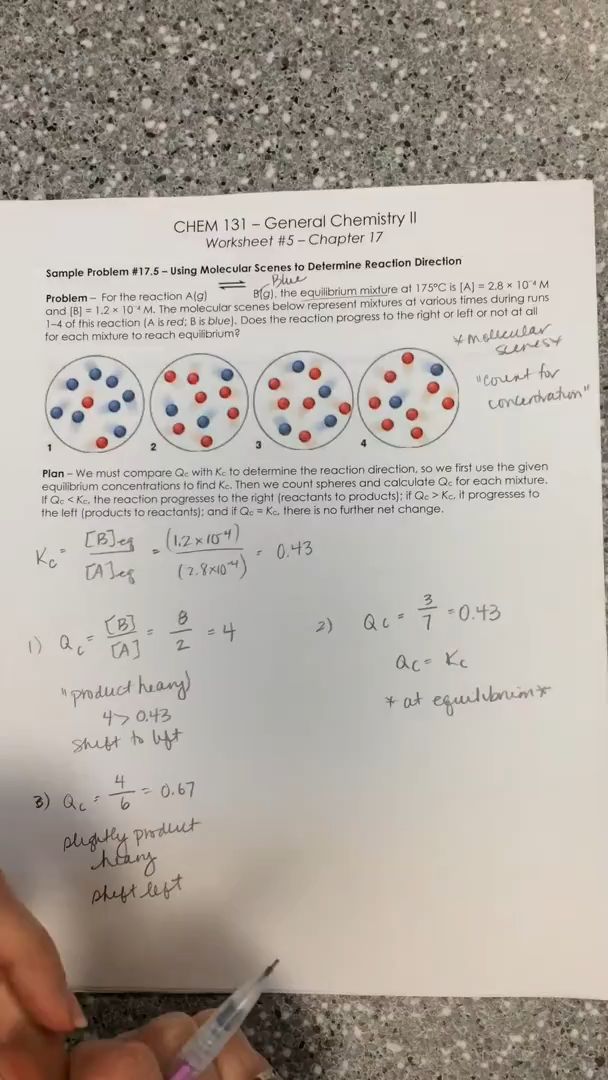 CHEM 131 – General Chemistry II
Worksheet #5 – Chapter 17
Sample Problem #17.5 – Using Molecular Scenes to Determine Reaction Direction
Blue
Problem – For the reaction A(g) ⇌ B(g), the equilibrium mixture at 175°C is [A] = 2.8 × 10⁻⁴ M
and [B] = 1.2 × 10⁻⁴ M. The molecular scenes below represent mixtures at various times during runs
1–4 of this reaction (A is red; B is blue). Does the reaction progress to the right or left or not at all
for each mixture to reach equilibrium?
*molecular
scenes*
"count for
concentration"
1 2 3 4
Plan – We must compare Qc with Kc to determine the reaction direction, so we first use the given
equilibrium concentrations to find Kc. Then we count spheres and calculate Qc for each mixture.
If Qc < Kc, the reaction progresses to the right (reactants to products); if Qc > Kc, it progresses to
the left (products to reactants); and if Qc = Kc, there is no further net change.
Kc = [B]eq / [A]eq = (1.2×10⁻⁴) / (2.8×10⁻⁴) = 0.43
1) Qc = [B] / [A] = 8 / 2 = 4
"product heavy)
4 > 0.43
shift to left
2) Qc = 3 / 7 = 0.43
Qc = Kc
*at equilibrium*
3) Qc = 4 / 6 = 0.67
slightly product
heavy
shift left